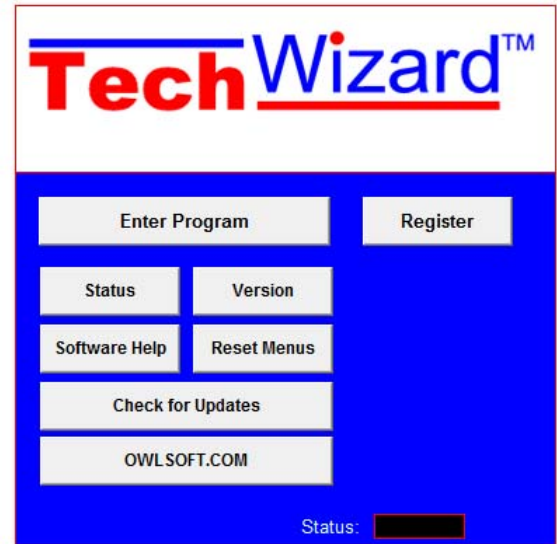 TechWizard™
Enter Program Register
Status Version
Software Help Reset Menus
Check for Updates
OWLSOFT.COM
Status: